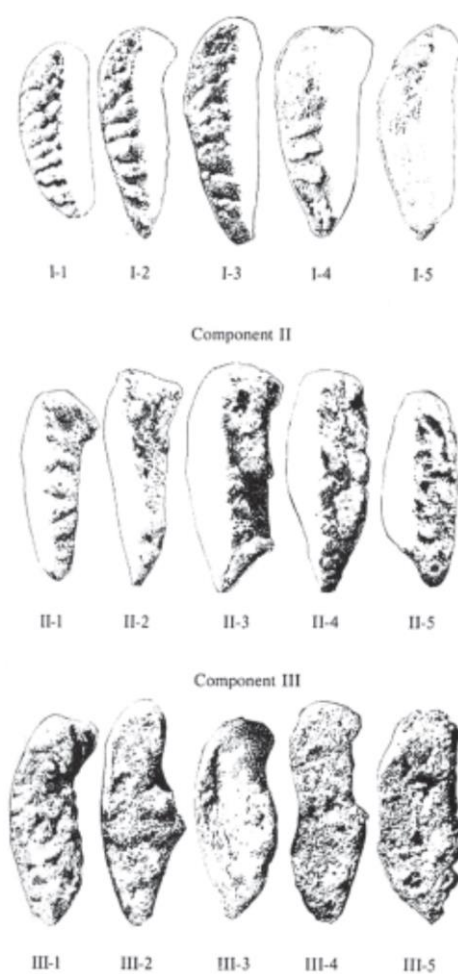 I-1 I-2 I-3 I-4 I-5
Component II
II-1 II-2 II-3 II-4 II-5
Component III
III-1 III-2 III-3 III-4 III-5